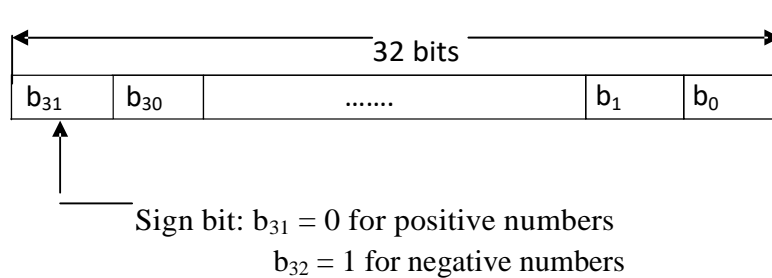 32 bits
b₃₁ b₃₀ ....... b₁ b₀
Sign bit: b₃₁ = 0 for positive numbers
b₃₂ = 1 for negative numbers